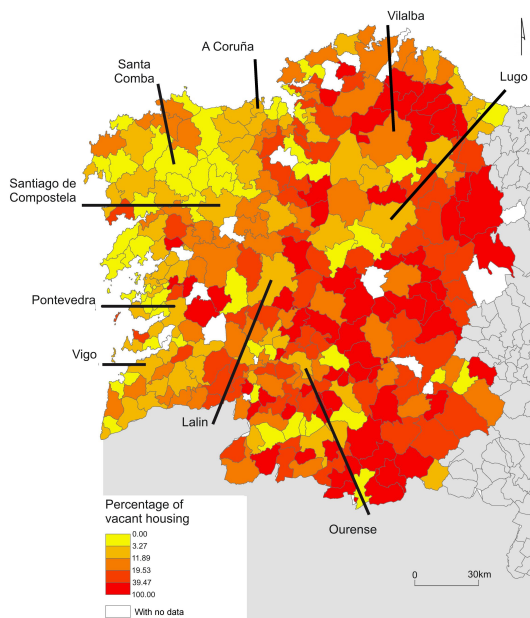 Vilalba
A Coruña
Santa
Comba
Lugo
Santiago de
Compostela
Pontevedra
Vigo
Lalin
Ourense
Percentage of
vacant housing
0.00
3.27
11.89
19.53
39.47
100.00
With no data
0 30km